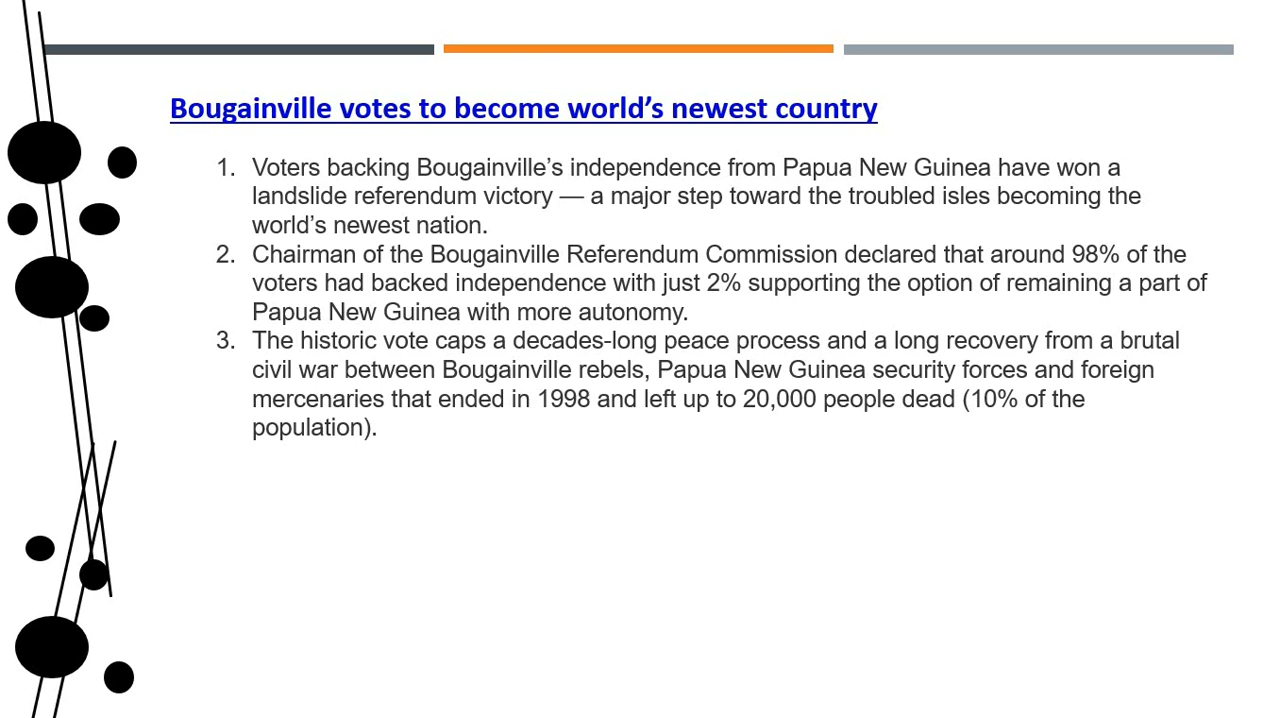 Bougainville votes to become world’s newest country
1. Voters backing Bougainville’s independence from Papua New Guinea have won a
landslide referendum victory — a major step toward the troubled isles becoming the
world’s newest nation.
2. Chairman of the Bougainville Referendum Commission declared that around 98% of the
voters had backed independence with just 2% supporting the option of remaining a part of
Papua New Guinea with more autonomy.
3. The historic vote caps a decades-long peace process and a long recovery from a brutal
civil war between Bougainville rebels, Papua New Guinea security forces and foreign
mercenaries that ended in 1998 and left up to 20,000 people dead (10% of the
population).